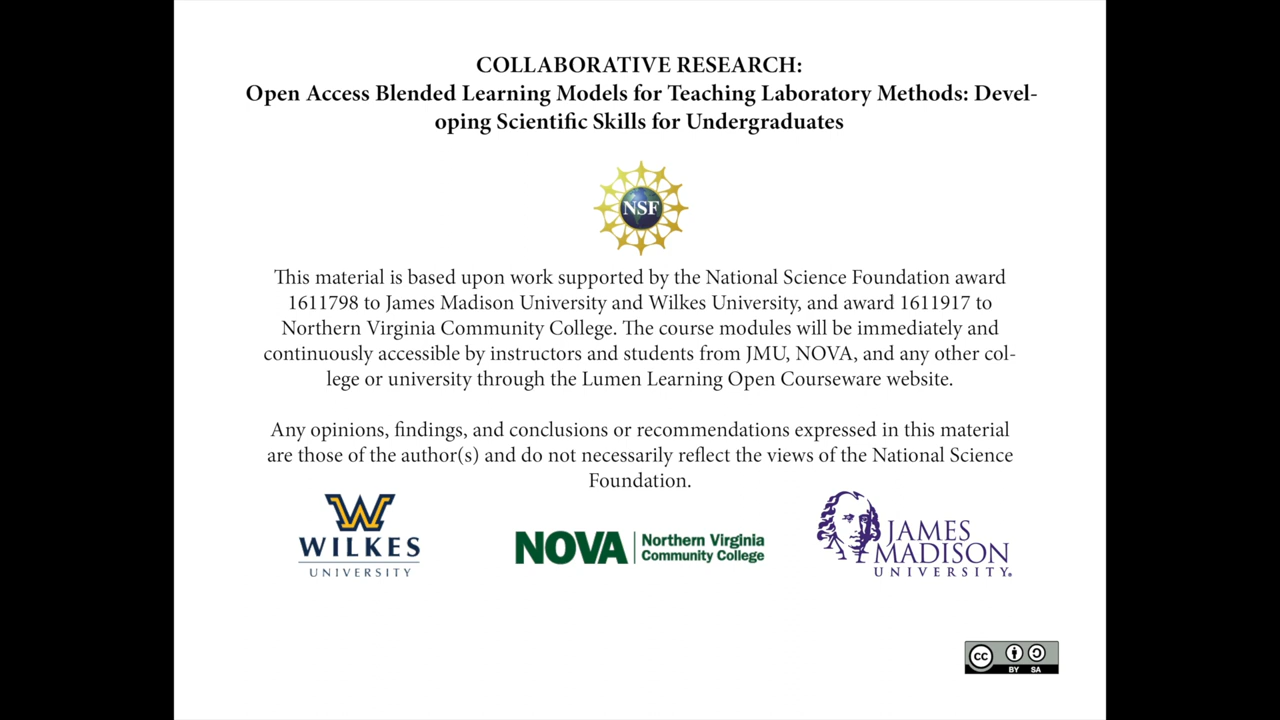 COLLABORATIVE RESEARCH:
Open Access Blended Learning Models for Teaching Laboratory Methods: Devel-
oping Scientific Skills for Undergraduates
NSF
This material is based upon work supported by the National Science Foundation award
1611798 to James Madison University and Wilkes University, and award 1611917 to
Northern Virginia Community College. The course modules will be immediately and
continuously accessible by instructors and students from JMU, NOVA, and any other col-
lege or university through the Lumen Learning Open Courseware website.
Any opinions, findings, and conclusions or recommendations expressed in this material
are those of the author(s) and do not necessarily reflect the views of the National Science
Foundation.
W
WILKES
UNIVERSITY
NOVA
Northern Virginia
Community College
JAMES
MADISON
UNIVERSITY.
cc
BY SA